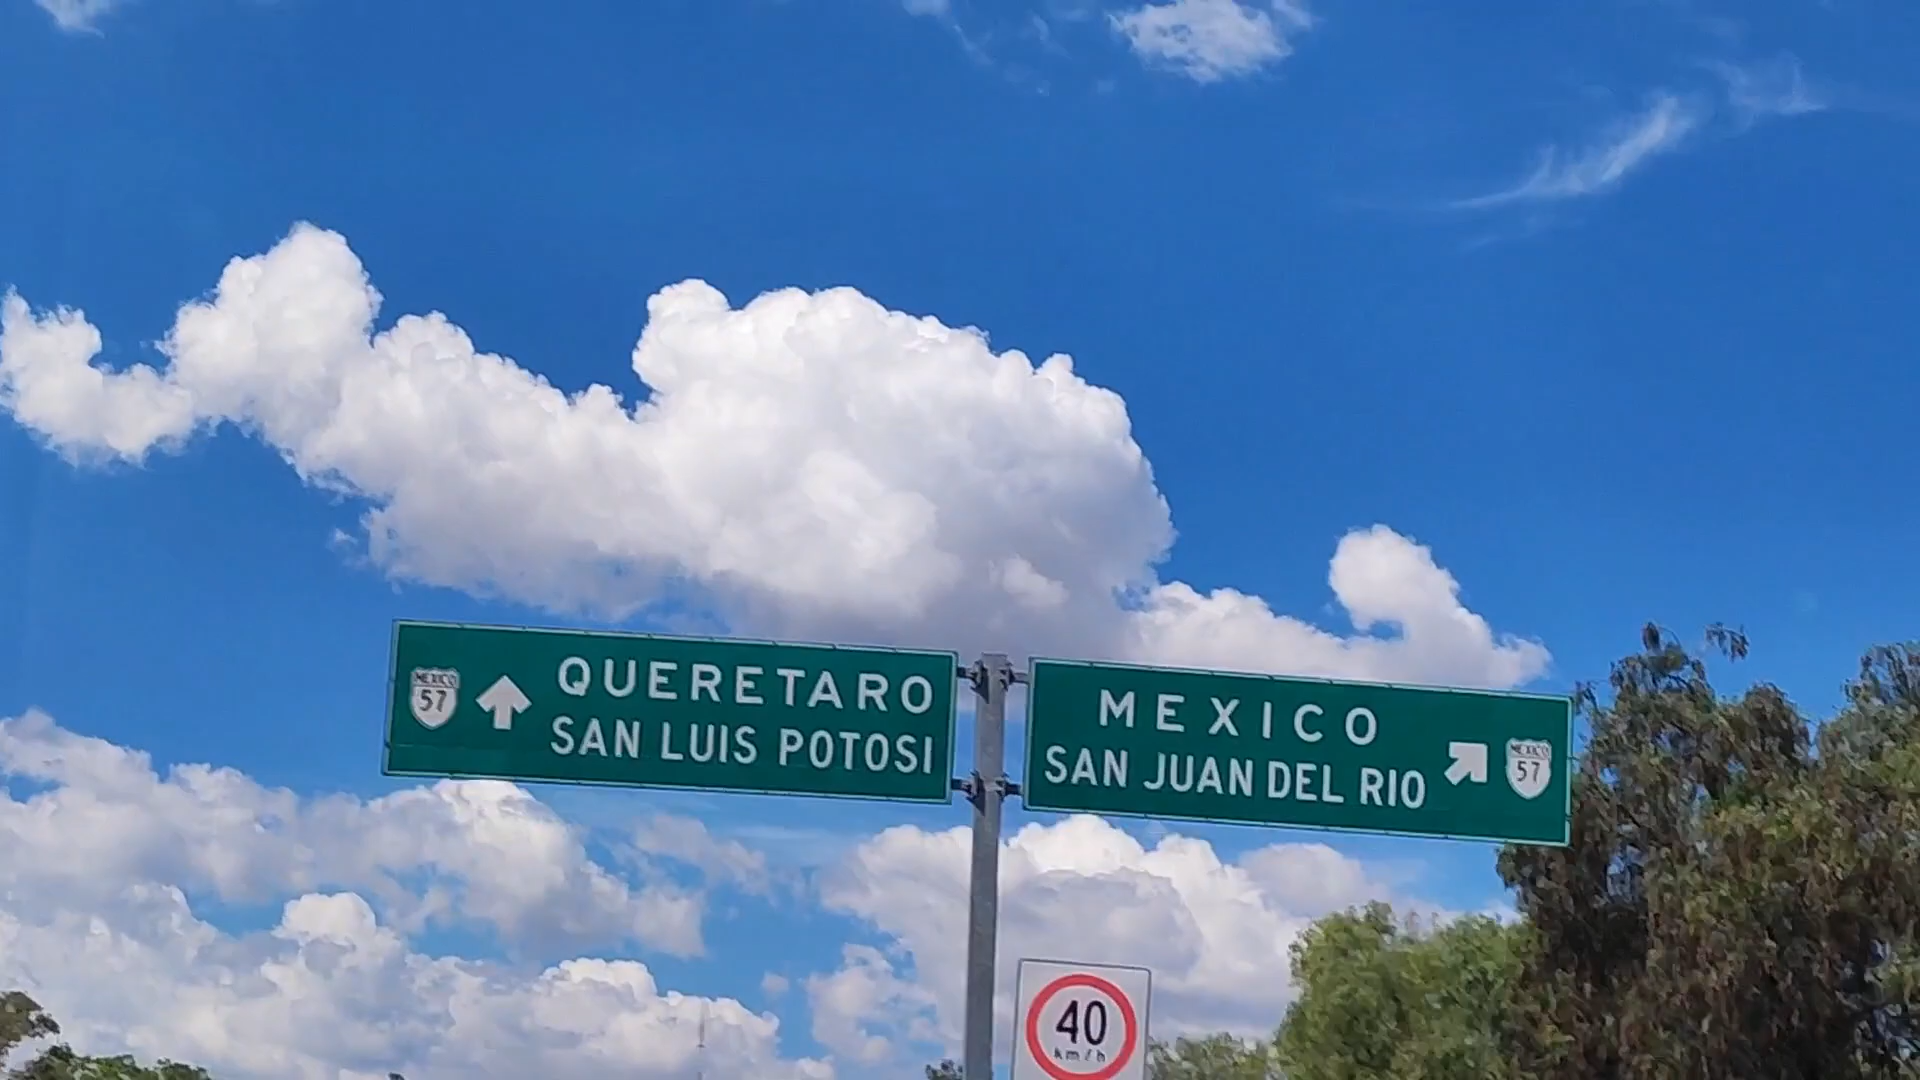 MEXICO
57
QUERETARO
SAN LUIS POTOSI
MEXICO
SAN JUAN DEL RIO
MEXICO
57
40
km/h